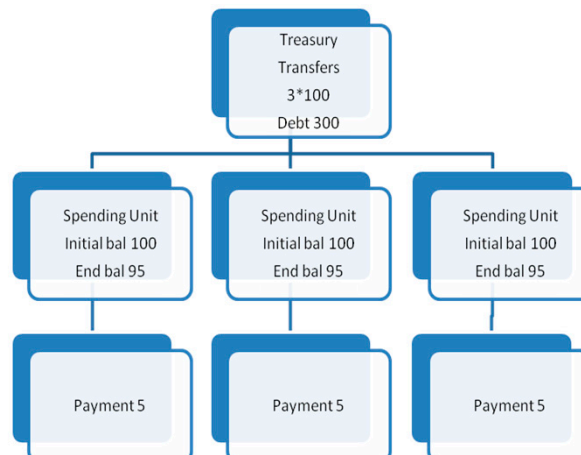 Treasury
Transfers
3*100
Debt 300
Spending Unit
Initial bal 100
End bal 95
Spending Unit
Initial bal 100
End bal 95
Spending Unit
Initial bal 100
End bal 95
Payment 5
Payment 5
Payment 5